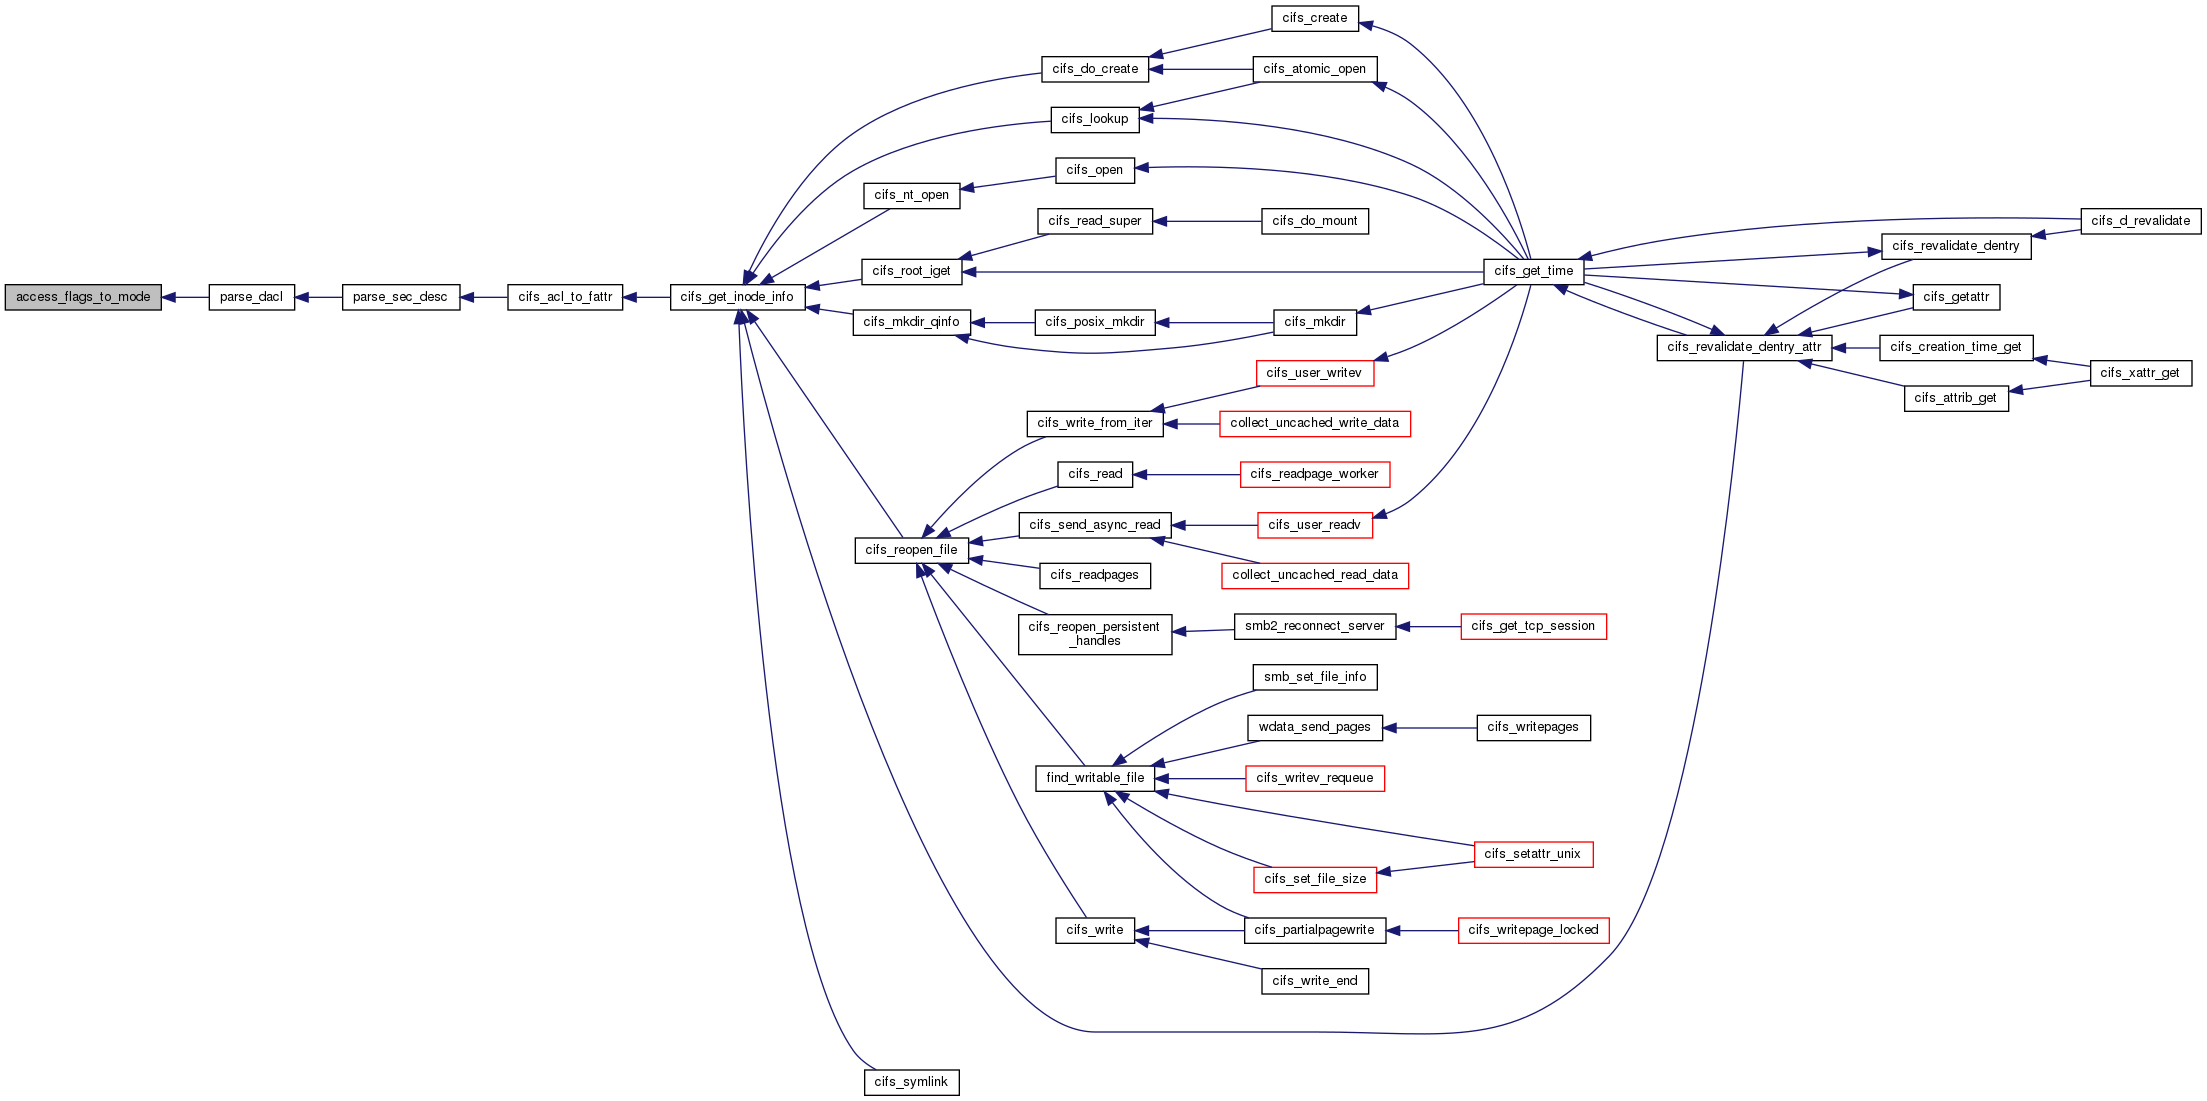 access_flags_to_mode
parse_dacl
parse_sec_desc
cifs_acl_to_fattr
cifs_get_inode_info
cifs_do_create
cifs_create
cifs_atomic_open
cifs_lookup
cifs_nt_open
cifs_open
cifs_root_iget
cifs_read_super
cifs_do_mount
cifs_mkdir_qinfo
cifs_posix_mkdir
cifs_mkdir
cifs_get_time
cifs_d_revalidate
cifs_revalidate_dentry
cifs_getattr
cifs_revalidate_dentry_attr
cifs_creation_time_get
cifs_attrib_get
cifs_xattr_get
cifs_reopen_file
cifs_write_from_iter
cifs_user_writev
collect_uncached_write_data
cifs_read
cifs_readpage_worker
cifs_send_async_read
cifs_user_readv
collect_uncached_read_data
cifs_readpages
cifs_reopen_persistent
_handles
smb2_reconnect_server
cifs_get_tcp_session
find_writable_file
smb_set_file_info
wdata_send_pages
cifs_writepages
cifs_writev_requeue
cifs_setattr_unix
cifs_set_file_size
cifs_write
cifs_partialpagewrite
cifs_writepage_locked
cifs_write_end
cifs_symlink